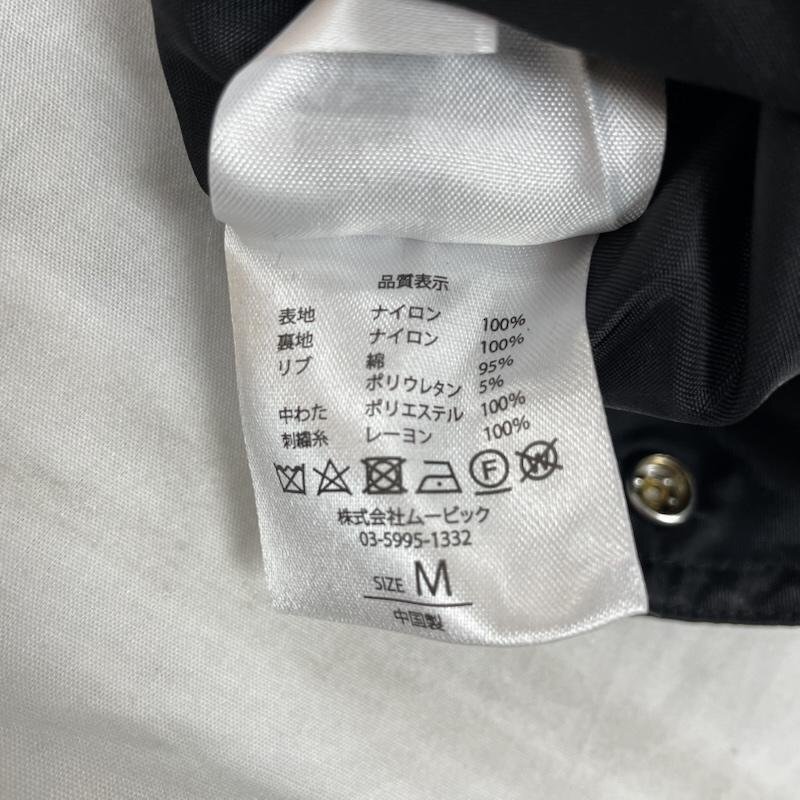 品質表示
表地 ナイロン 100%
裏地 ナイロン 100%
リブ 綿 95%
ポリウレタン 5%
中わた ポリエステル 100%
刺繍糸 レーヨン 100%
F W
株式会社ムービック
03-5995-1332
SIZE M
中国製